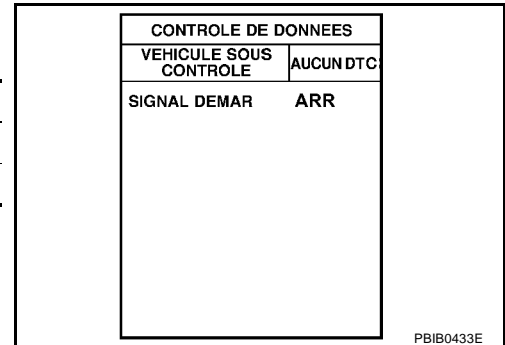 CONTROLE DE DONNEES
VEHICULE SOUS CONTROLE AUCUN DTC
SIGNAL DEMAR ARR
PBIB0433E